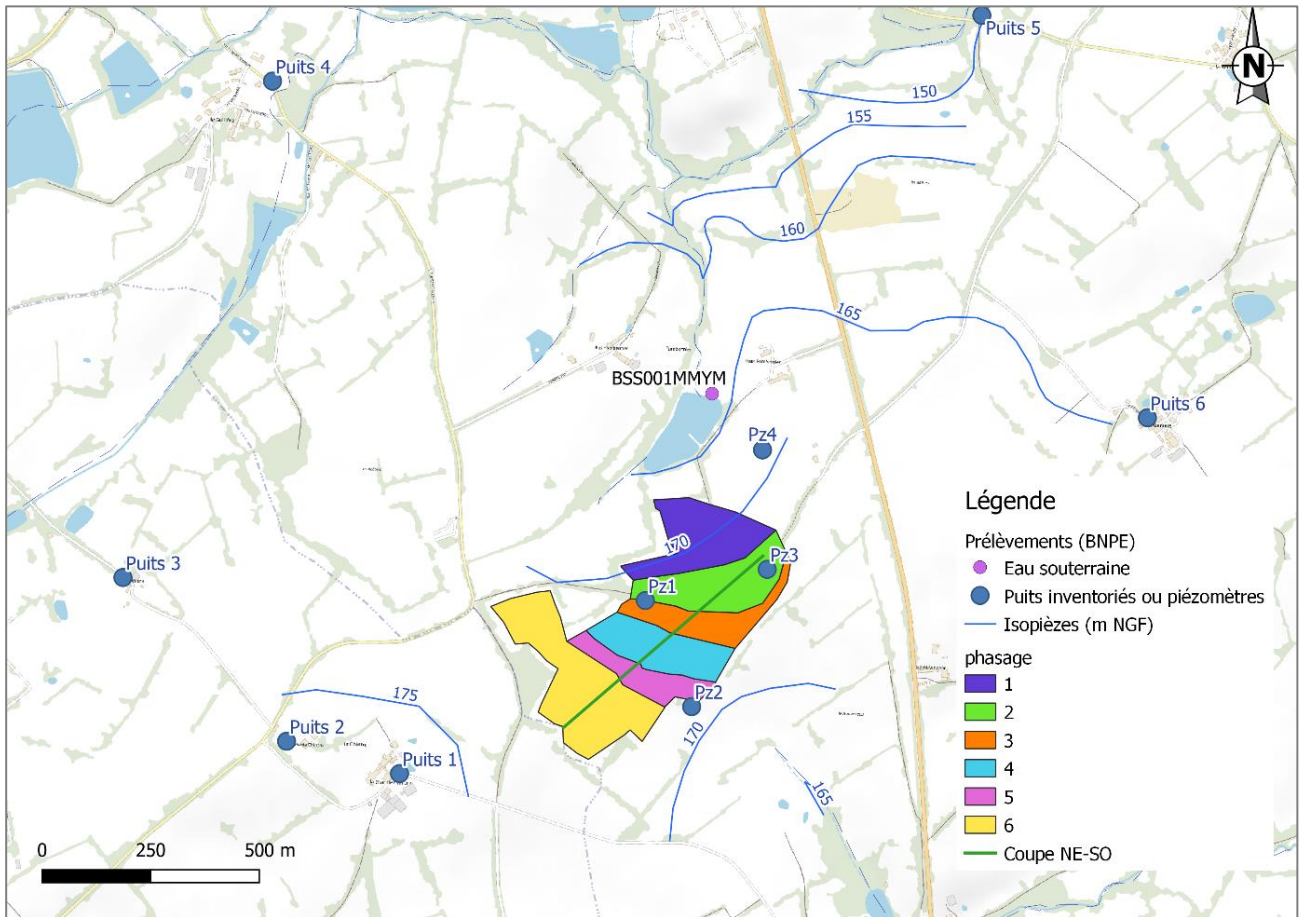 Puits 5
N
Puits 4
150
155
160
165
BSS001MMYM
Puits 6
Pz4
170
Pz3
Pz1
Puits 3
175
Pz2
170
Puits 2
Puits 1
165
0 250 500 m
Légende
Prélèvements (BNPE)
Eau souterraine
Puits inventoriés ou piézomètres
Isopièzes (m NGF)
phasage
1
2
3
4
5
6
Coupe NE-SO